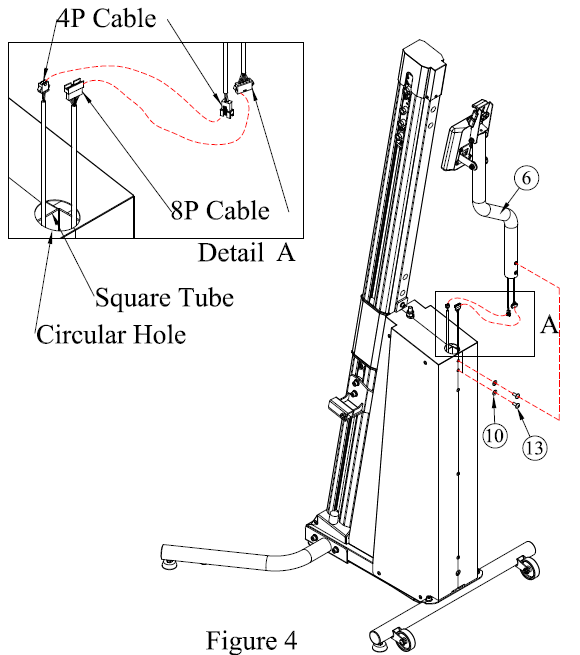 4P Cable
8P Cable
Detail A
Square Tube
Circular Hole
6
A
10
13
Figure 4